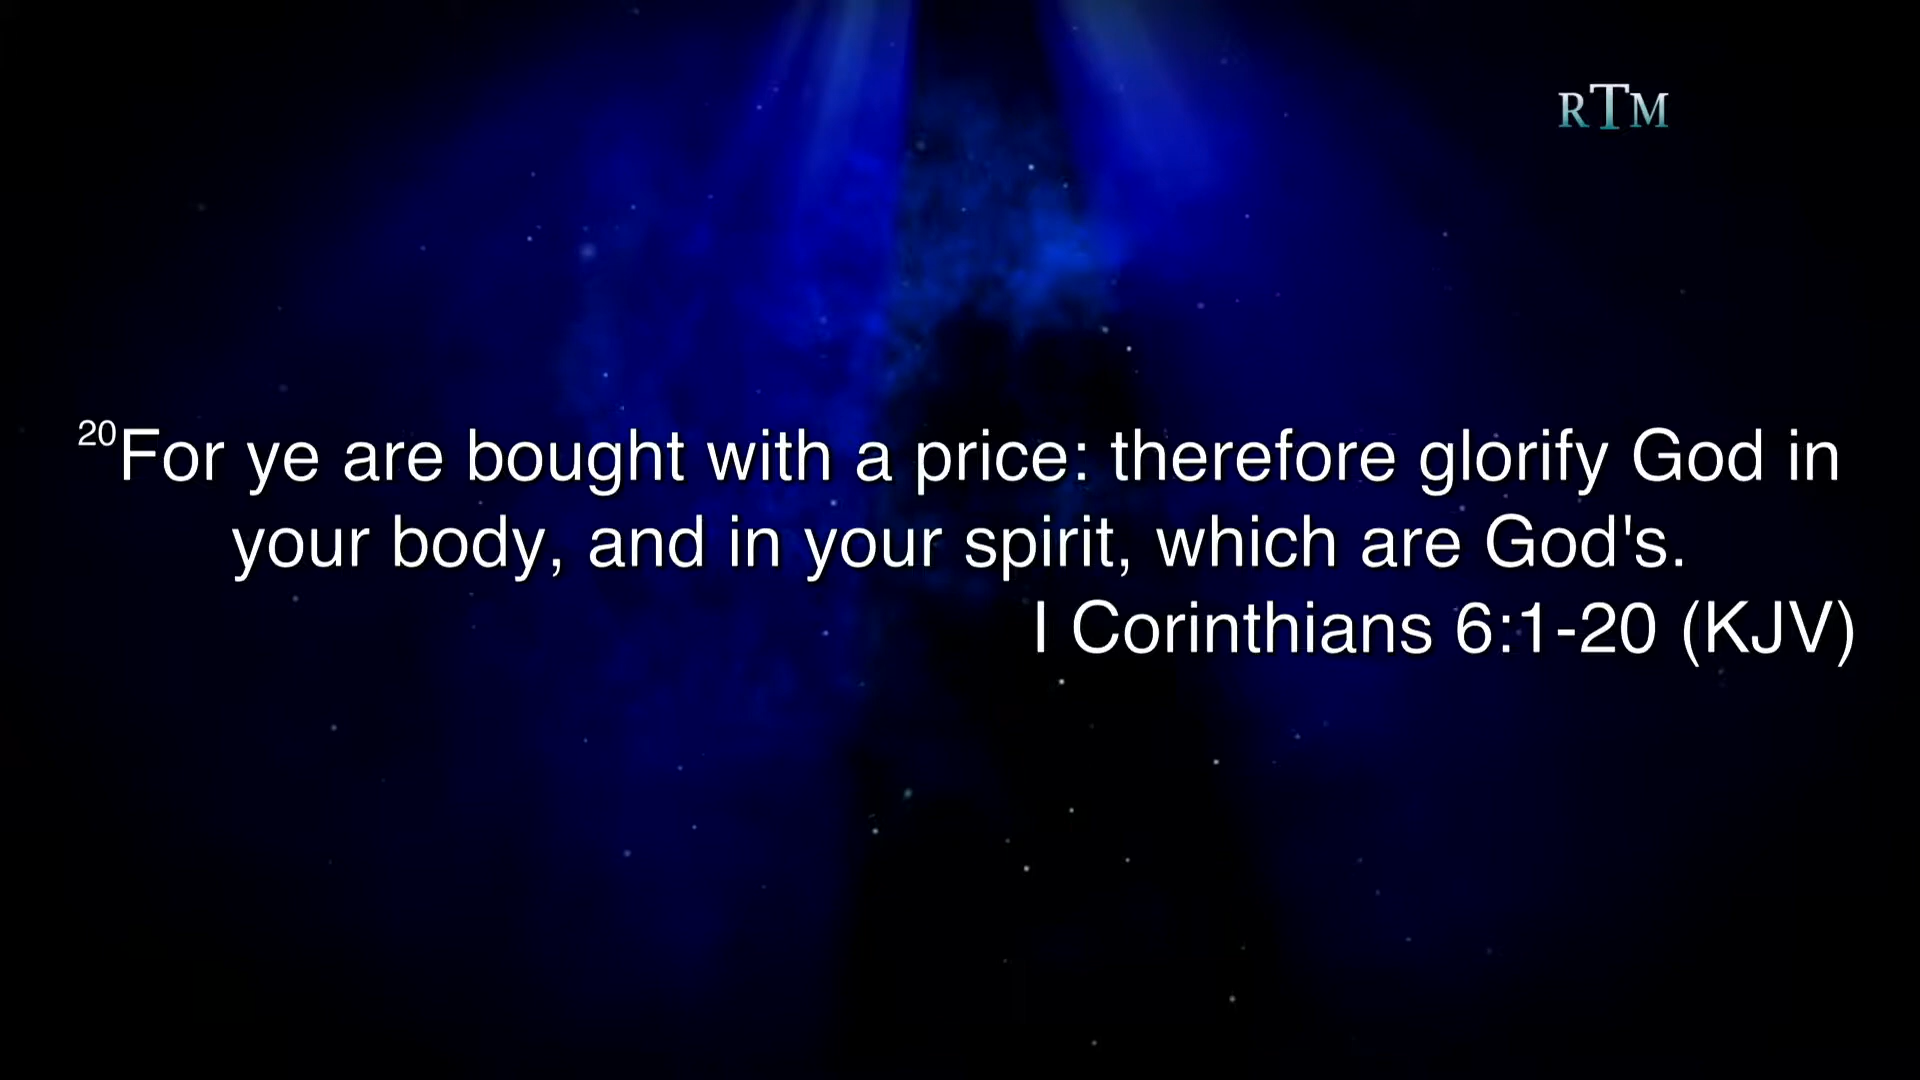 RTM
20For ye are bought with a price: therefore glorify God in
your body, and in your spirit, which are God's.
I Corinthians 6:1-20 (KJV)